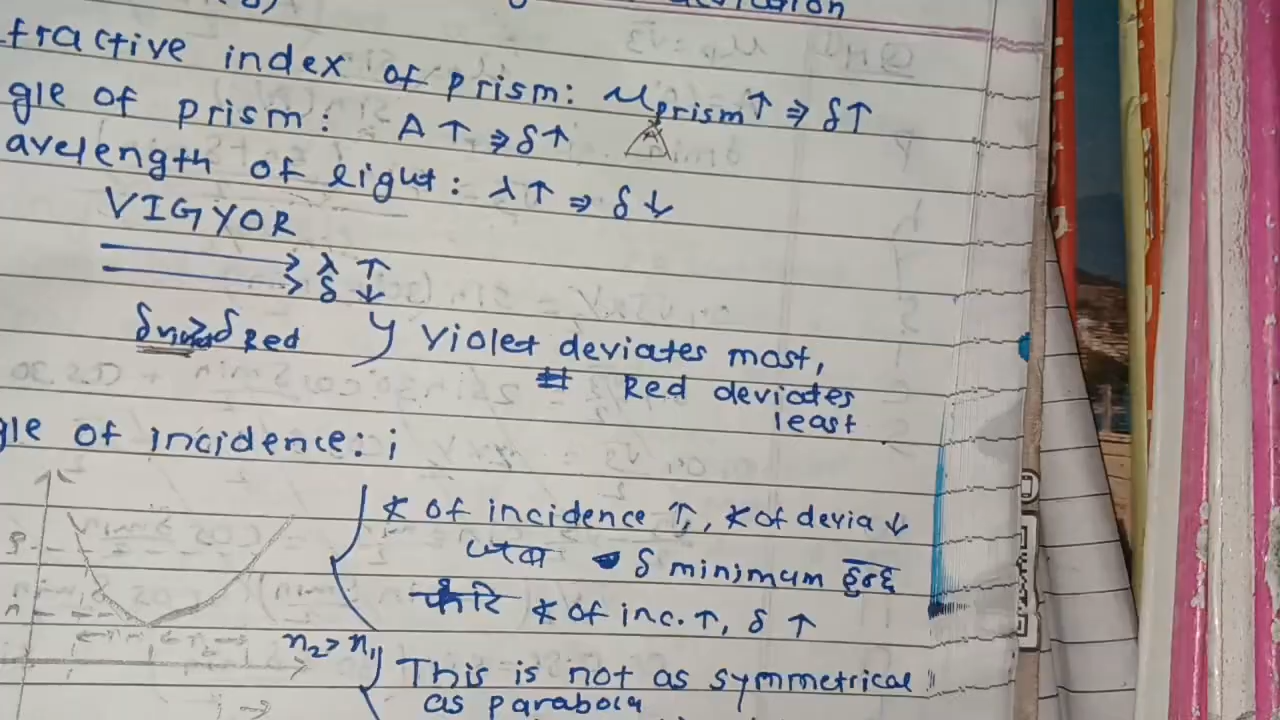 fractive index of prism: μprism↑ ⇒ δ↑
gle of prism: A↑ ⇒ δ↑
avelength of light: λ↑ ⇒ δ↓
VIGYOR
λ ↑
δ ↓
δ > δRed } Violet deviates most,
# Red deviates
least
gle of incidence: i
∠ of incidence ↑, ∠ of devia ↓
δ minimum
∠ of inc. ↑, δ ↑
n₂ > n₁
This is not as symmetrical
as parabola
i →